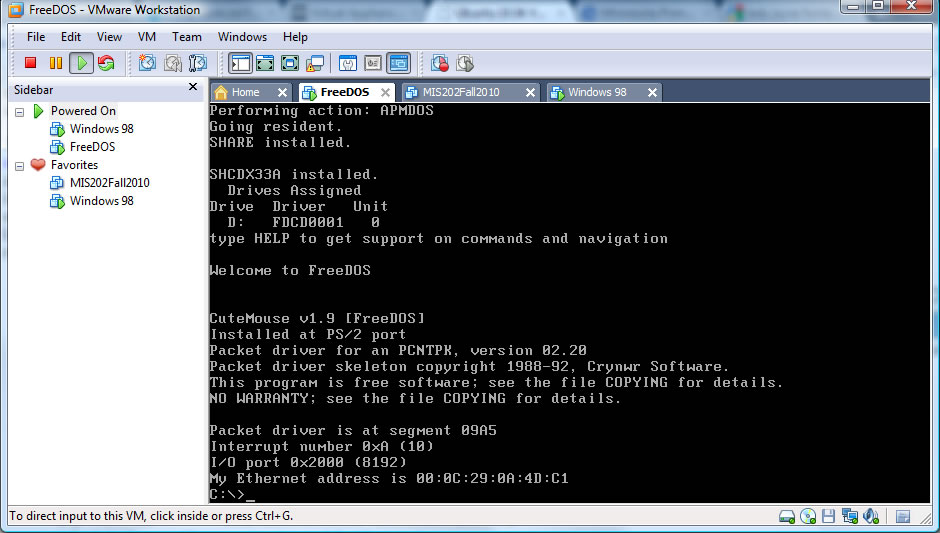 FreeDOS - VMware Workstation
File Edit View VM Team Windows Help
Sidebar
Powered On
Windows 98
FreeDOS
Favorites
MIS202Fall2010
Windows 98
Home FreeDOS MIS202Fall2010 Windows 98
Performing action: APMDOS
Going resident.
SHARE installed.
SHCDX33A installed.
Drives Assigned
Drive Driver Unit
D: FDCD0001 0
type HELP to get support on commands and navigation
Welcome to FreeDOS
CuteMouse v1.9 [FreeDOS]
Installed at PS/2 port
Packet driver for an PCNTPK, version 02.20
Packet driver skeleton copyright 1988-92, Crynwr Software.
This program is free software; see the file COPYING for details.
NO WARRANTY; see the file COPYING for details.
Packet driver is at segment 09A5
Interrupt number 0xA (10)
I/O port 0x2000 (8192)
My Ethernet address is 00:0C:29:0A:4D:C1
C:\>_
To direct input to this VM, click inside or press Ctrl+G.